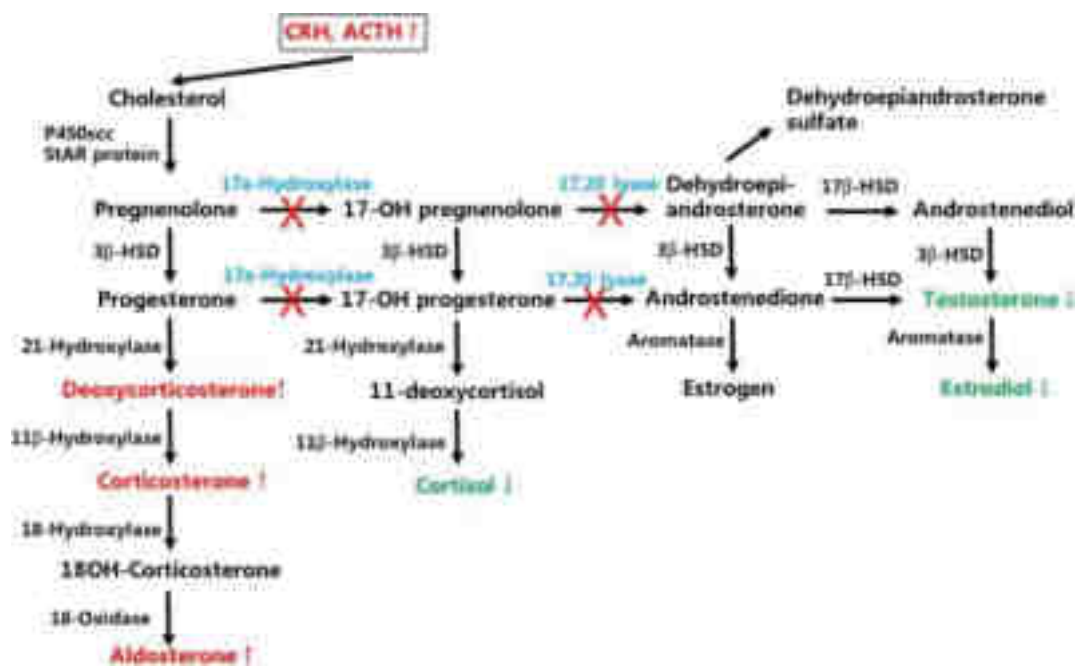 CRH, ACTH ↑
Cholesterol
Dehydroepiandrosterone
sulfate
P450scc
StAR protein
17α-Hydroxylase
17,20 lyase
Dehydroepi-
androsterone
17β-HSD
Pregnenolone
17-OH pregnenolone
Androstenediol
3β-HSD
3β-HSD
3β-HSD
3β-HSD
17α-Hydroxylase
17,20 lyase
17β-HSD
Progesterone
17-OH progesterone
Androstenedione
Testosterone ↓
21-Hydroxylase
21-Hydroxylase
Aromatase
Aromatase
Deoxycorticosterone↑
11-deoxycortisol
Estrogen
Estradiol ↓
11β-Hydroxylase
11β-Hydroxylase
Corticosterone ↑
Cortisol ↓
18-Hydroxylase
18OH-Corticosterone
18-Oxidase
Aldosterone ↑